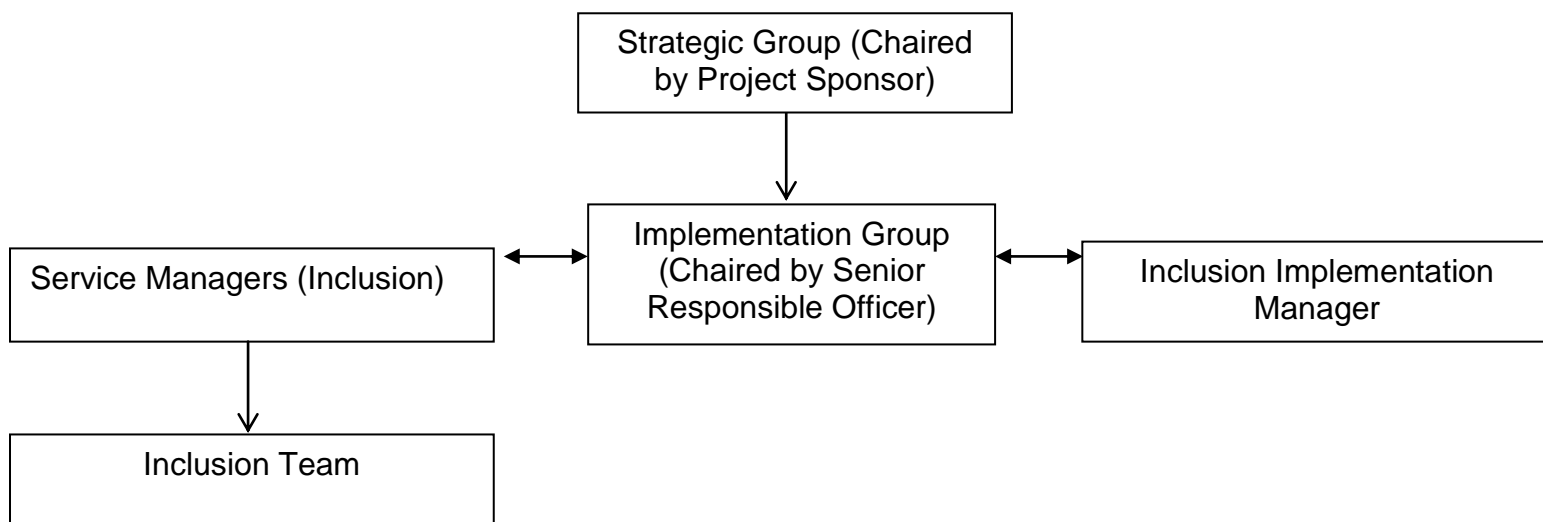 Strategic Group (Chaired
by Project Sponsor)
Implementation Group
(Chaired by Senior
Responsible Officer)
Service Managers (Inclusion)
Inclusion Implementation
Manager
Inclusion Team